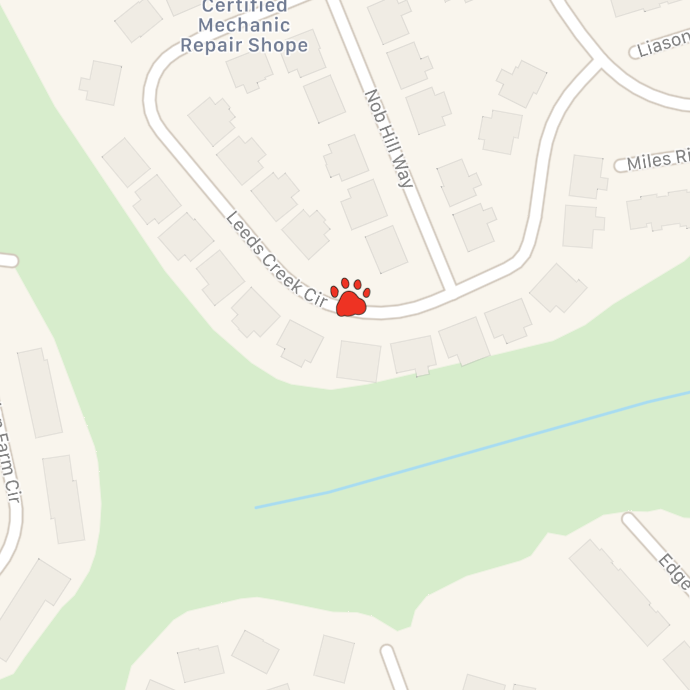 Certified
Mechanic
Repair Shope
Liason
Nob Hill Way
Miles Ri
Leeds Creek Cir
Farm Cir
Edge